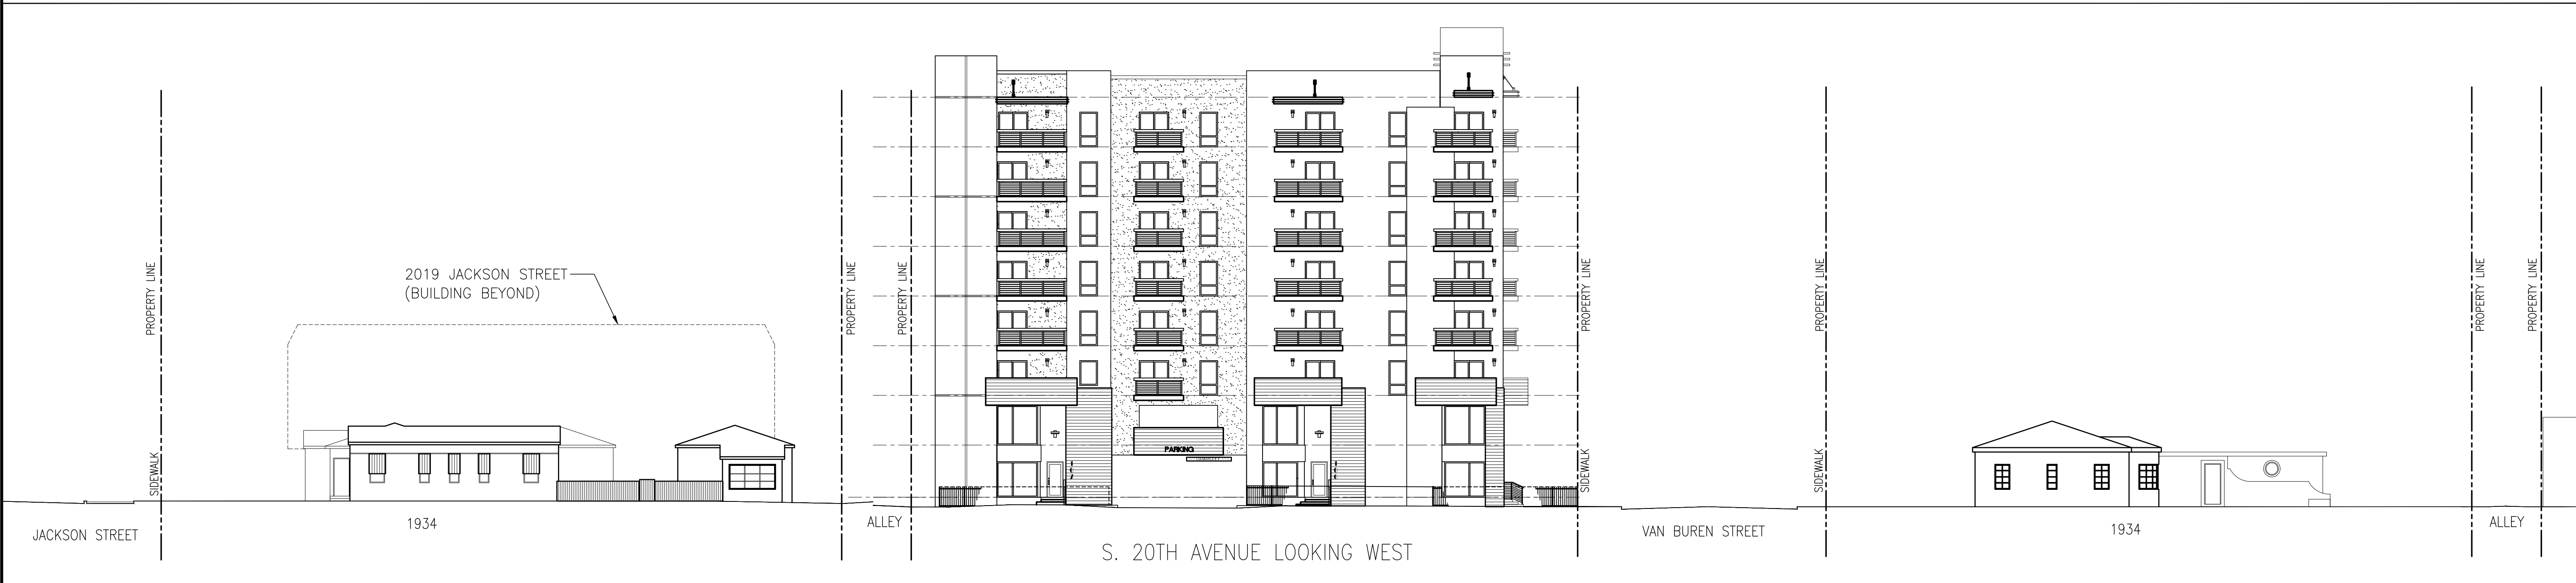 2019 JACKSON STREET
(BUILDING BEYOND)
PROPERTY LINE
PROPERTY LINE
PROPERTY LINE
PROPERTY LINE
PROPERTY LINE
PROPERTY LINE
PROPERTY LINE
SIDEWALK
SIDEWALK
SIDEWALK
PARKING
JACKSON STREET
1934
ALLEY
S. 20TH AVENUE LOOKING WEST
VAN BUREN STREET
1934
ALLEY